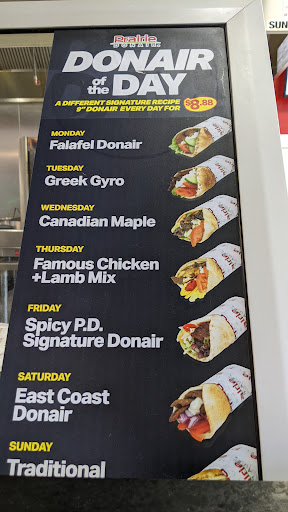 SUN
Prairie
DONAIR
DONAIR
of the DAY
A DIFFERENT SIGNATURE RECIPE
9" DONAIR EVERY DAY FOR $8.88
MONDAY
Falafel Donair
TUESDAY
Greek Gyro
WEDNESDAY
Canadian Maple
THURSDAY
Famous Chicken
+Lamb Mix
FRIDAY
Spicy P.D.
Signature Donair
SATURDAY
East Coast
Donair
SUNDAY
Traditional